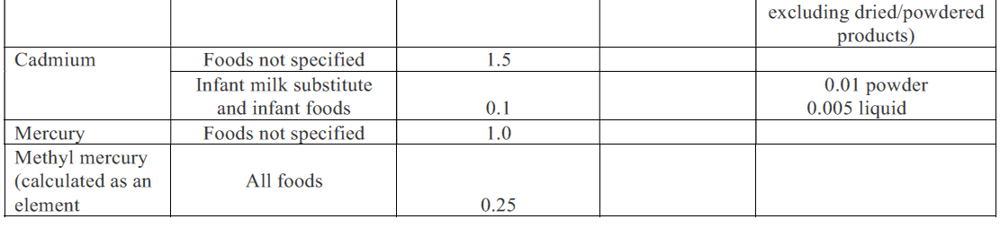 excluding dried/powdered
products)
Cadmium Foods not specified 1.5
Infant milk substitute
and infant foods 0.1
0.01 powder
0.005 liquid
Mercury Foods not specified 1.0
Methyl mercury
(calculated as an
element
All foods
0.25